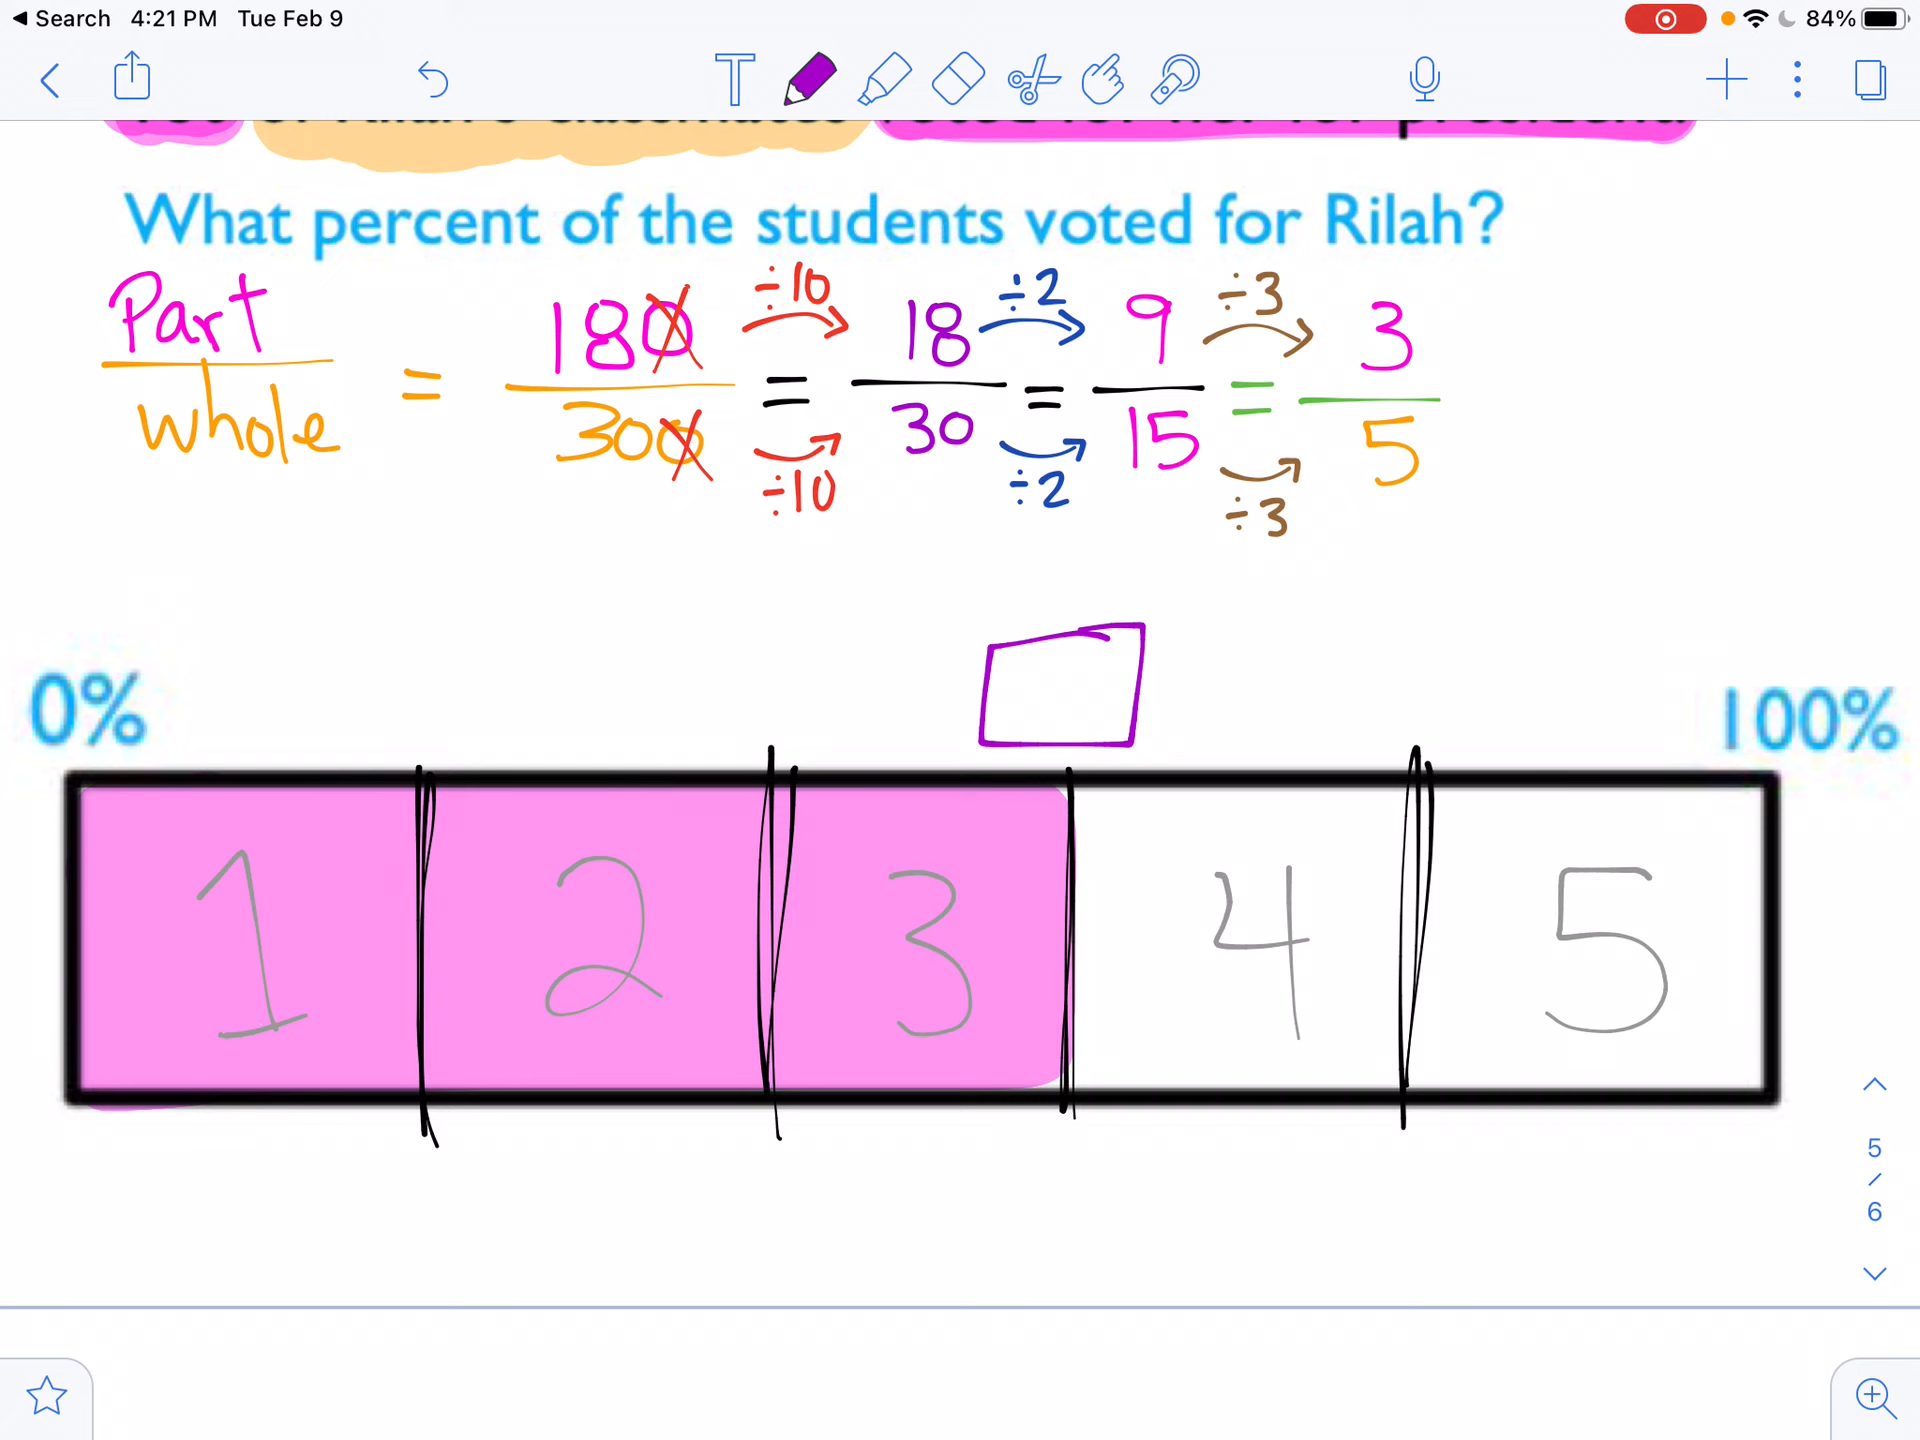 Search 4:21 PM Tue Feb 9 84%
T
What percent of the students voted for Rilah?
Part 180 ÷10 18 ÷2 9 ÷3 3
= = = =
whole 300 ÷10 30 ÷2 15 ÷3 5
0% 100%
1 2 3 4 5
5
/
6